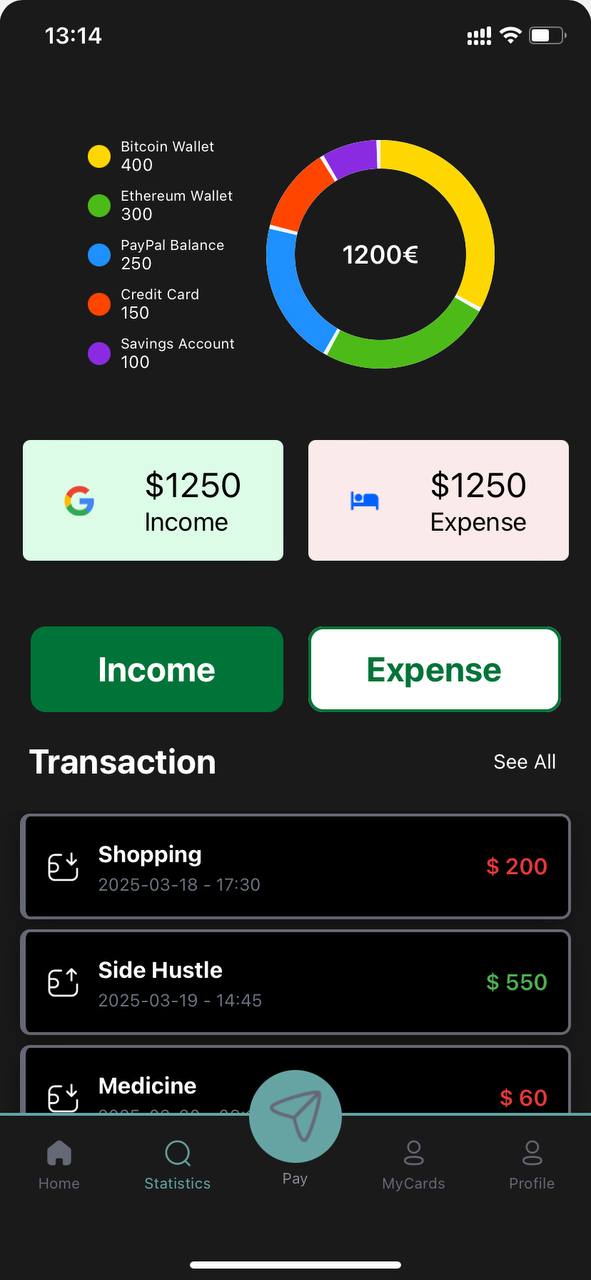 13:14
Bitcoin Wallet
400
Ethereum Wallet
300
PayPal Balance
250
Credit Card
150
Savings Account
100
1200€
$1250
Income
$1250
Expense
Income
Expense
Transaction
See All
Shopping
$ 200
2025-03-18 - 17:30
Side Hustle
$ 550
2025-03-19 - 14:45
Medicine
$ 60
Home
Statistics
Pay
MyCards
Profile